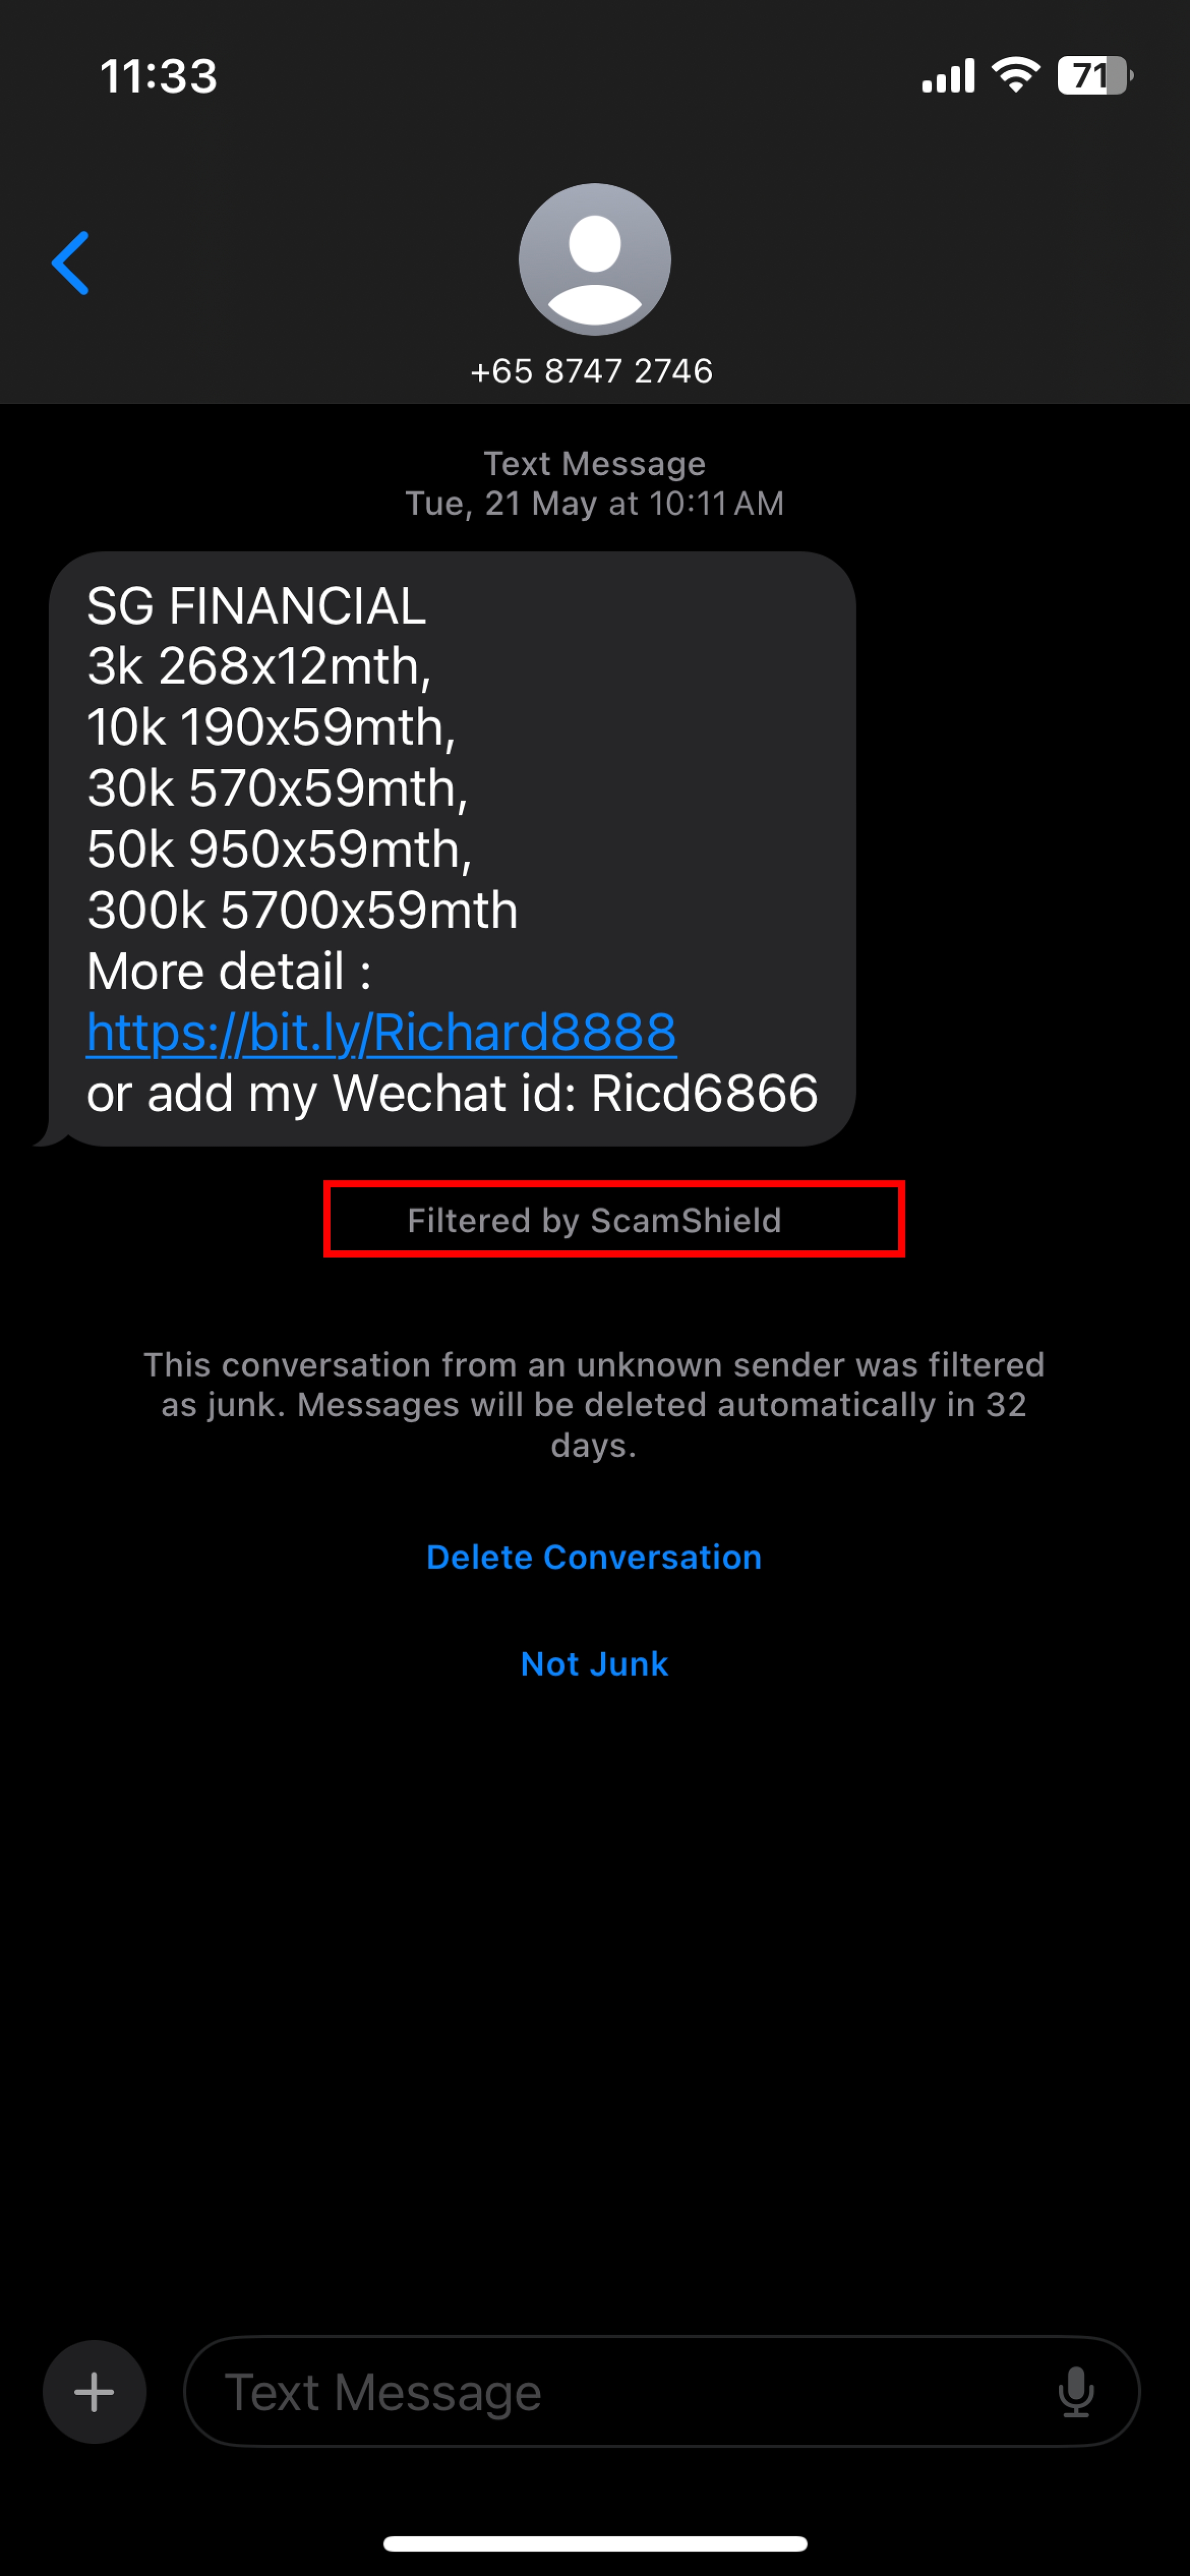 11:33
71
+65 8747 2746
Text Message
Tue, 21 May at 10:11 AM
SG FINANCIAL
3k 268x12mth,
10k 190x59mth,
30k 570x59mth,
50k 950x59mth,
300k 5700x59mth
More detail :
https://bit.ly/Richard8888
or add my Wechat id: Ricd6866
Filtered by ScamShield
This conversation from an unknown sender was filtered
as junk. Messages will be deleted automatically in 32
days.
Delete Conversation
Not Junk
Text Message